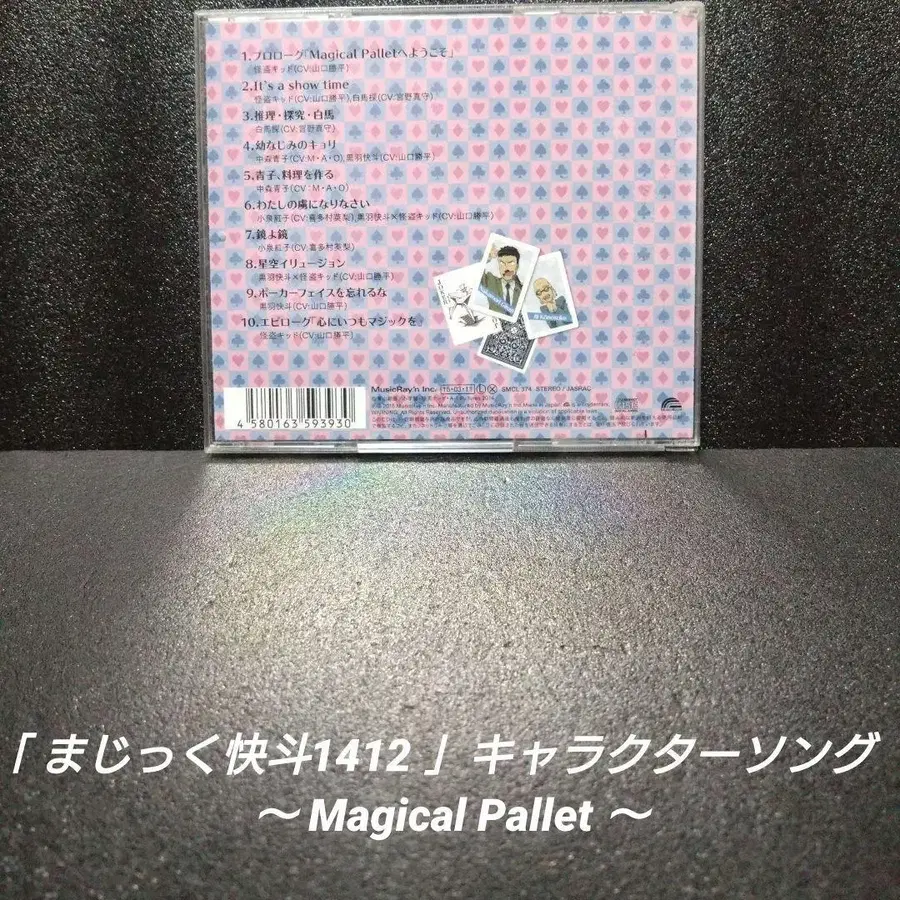 1.プロローグ「Magical Palletへようこそ」
怪盗キッド(CV:山口勝平)
2.It's a show time
怪盗キッド(CV:山口勝平),白馬探(CV:宮野真守)
3.推理・探究・白馬
白馬探(CV:宮野真守)
4.幼なじみのキョリ
中森青子(CV:M・A・O),黒羽快斗(CV:山口勝平)
5.青子、料理を作る
中森青子(CV:M・A・O)
6.わたしの虜になりなさい
小泉紅子(CV:喜多村英梨),黒羽快斗×怪盗キッド(CV:山口勝平)
7.鏡よ鏡
小泉紅子(CV:喜多村英梨)
8.星空イリュージョン
黒羽快斗×怪盗キッド(CV:山口勝平)
9.ポーカーフェイスを忘れるな
黒羽快斗(CV:山口勝平)
10.エピローグ「心にいつもマジックを」
怪盗キッド(CV:山口勝平)
MusicRay'n Inc. 15・03・11 SMCL 374 STEREO / JASRAC
4 580163 593930
「まじっく快斗1412」キャラクターソング
～Magical Pallet～